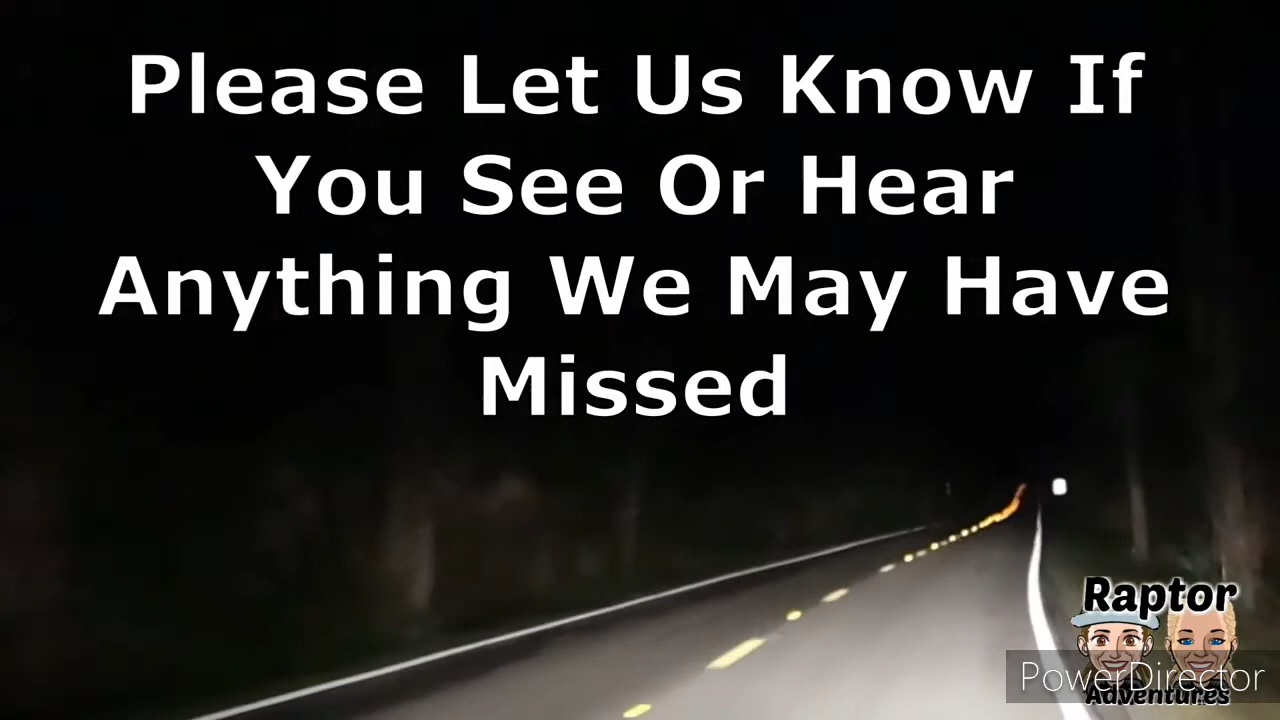 Please Let Us Know If
You See Or Hear
Anything We May Have
Missed
Raptor
PowerDirector
Adventures